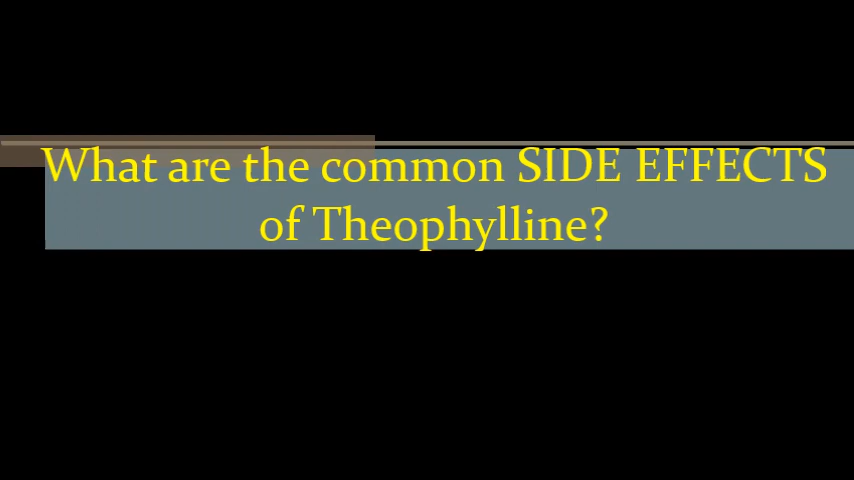 What are the common SIDE EFFECTS
of Theophylline?